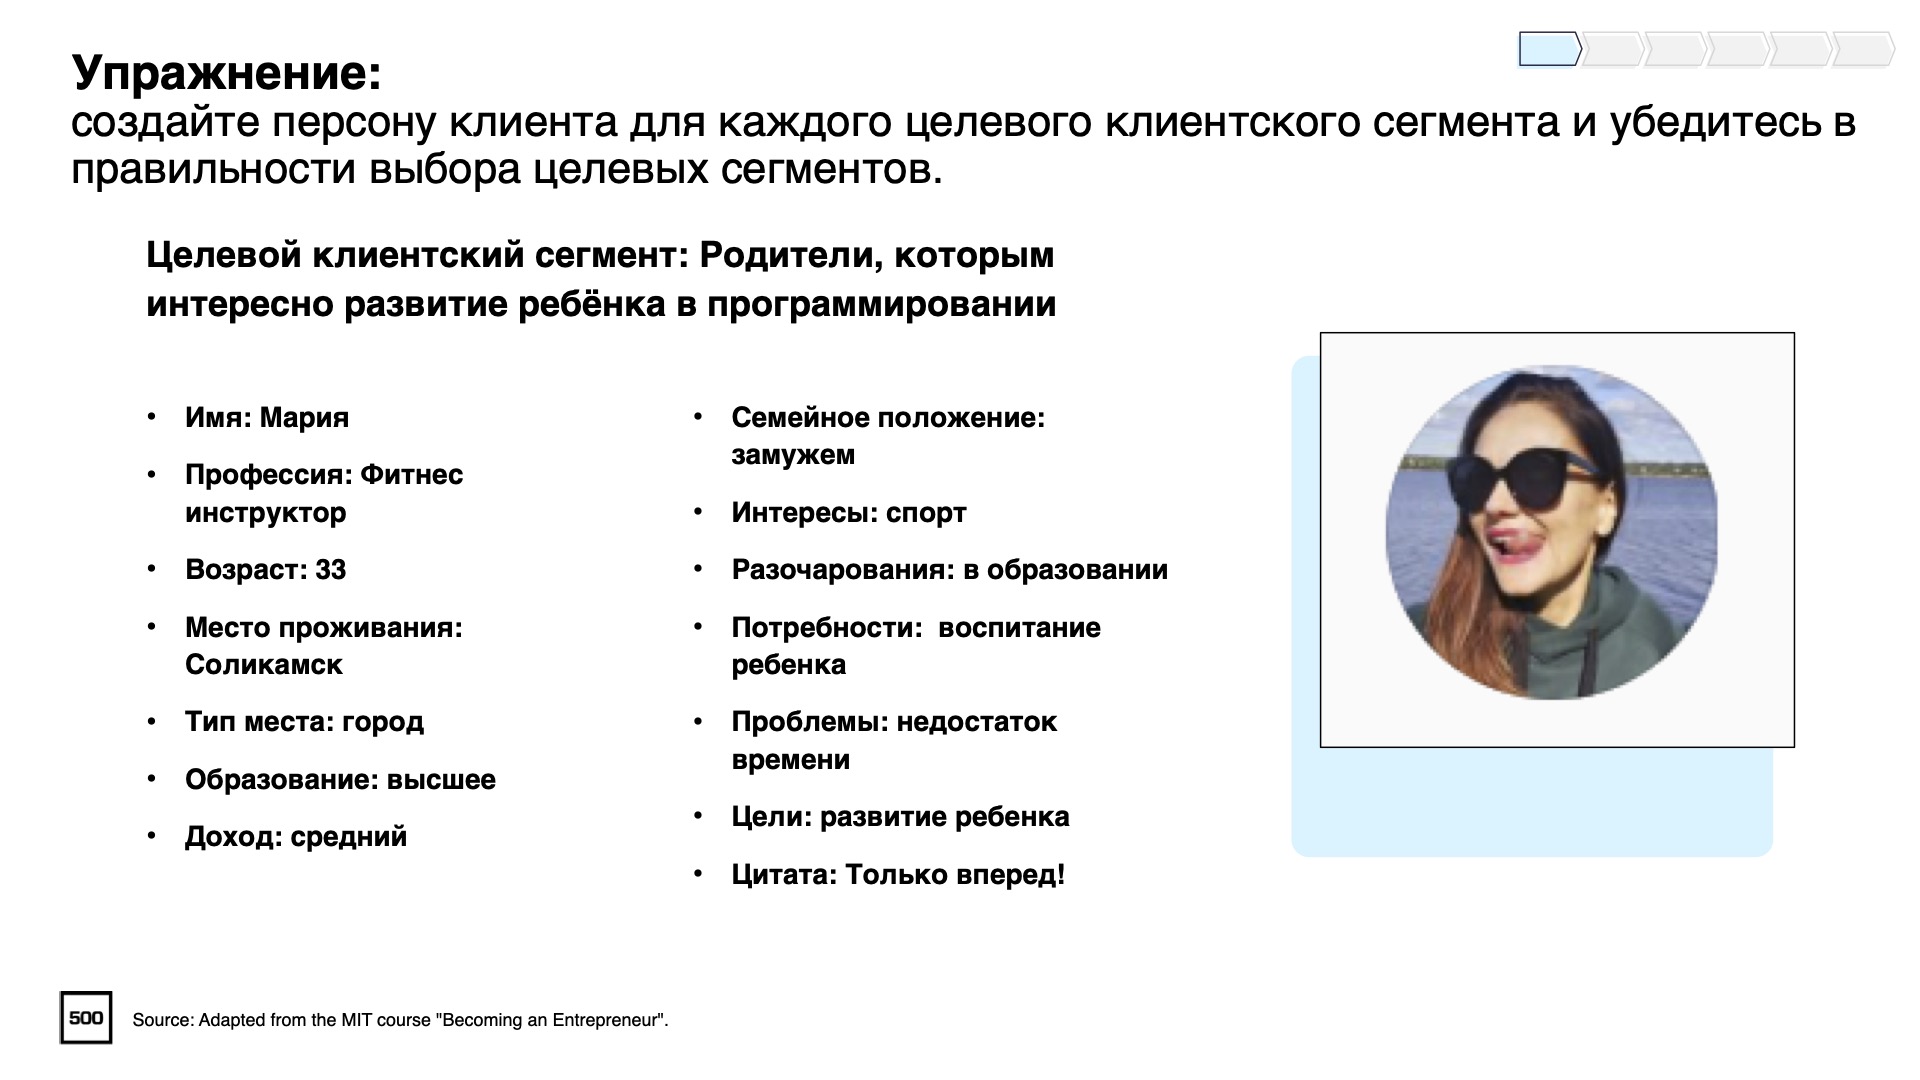 Упражнение:
создайте персону клиента для каждого целевого клиентского сегмента и убедитесь в
правильности выбора целевых сегментов.
Целевой клиентский сегмент: Родители, которым
интересно развитие ребёнка в программировании
• Имя: Мария
• Профессия: Фитнес
инструктор
• Возраст: 33
• Место проживания:
Соликамск
• Тип места: город
• Образование: высшее
• Доход: средний
• Семейное положение:
замужем
• Интересы: спорт
• Разочарования: в образовании
• Потребности:  воспитание
ребенка
• Проблемы: недостаток
времени
• Цели: развитие ребенка
• Цитата: Только вперед!
500
Source: Adapted from the MIT course "Becoming an Entrepreneur".